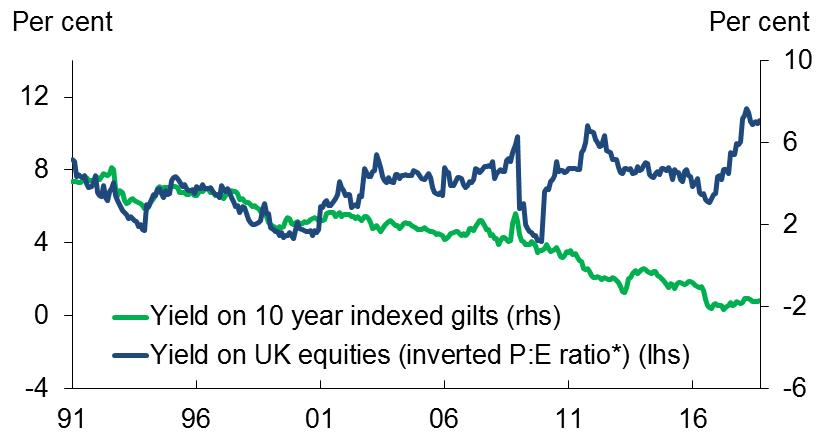 Per cent
Per cent
10
12
6
8
2
4
-2
0
Yield on 10 year indexed gilts (rhs)
Yield on UK equities (inverted P:E ratio*) (lhs)
-4
-6
91 96 01 06 11 16